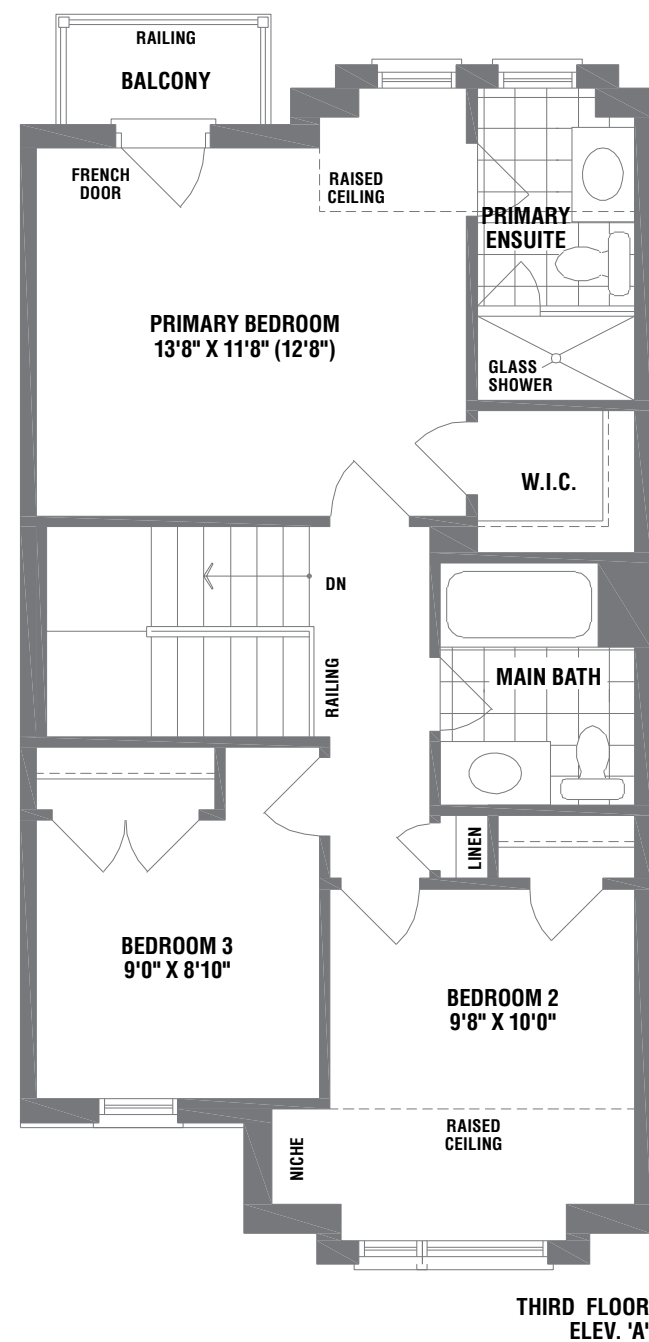 RAILING
BALCONY
FRENCH
DOOR
RAISED
CEILING
PRIMARY
ENSUITE
PRIMARY BEDROOM
13'8" X 11'8" (12'8")
GLASS
SHOWER
W.I.C.
DN
RAILING
MAIN BATH
LINEN
BEDROOM 3
9'0" X 8'10"
BEDROOM 2
9'8" X 10'0"
RAISED
CEILING
NICHE
THIRD FLOOR
ELEV. 'A'